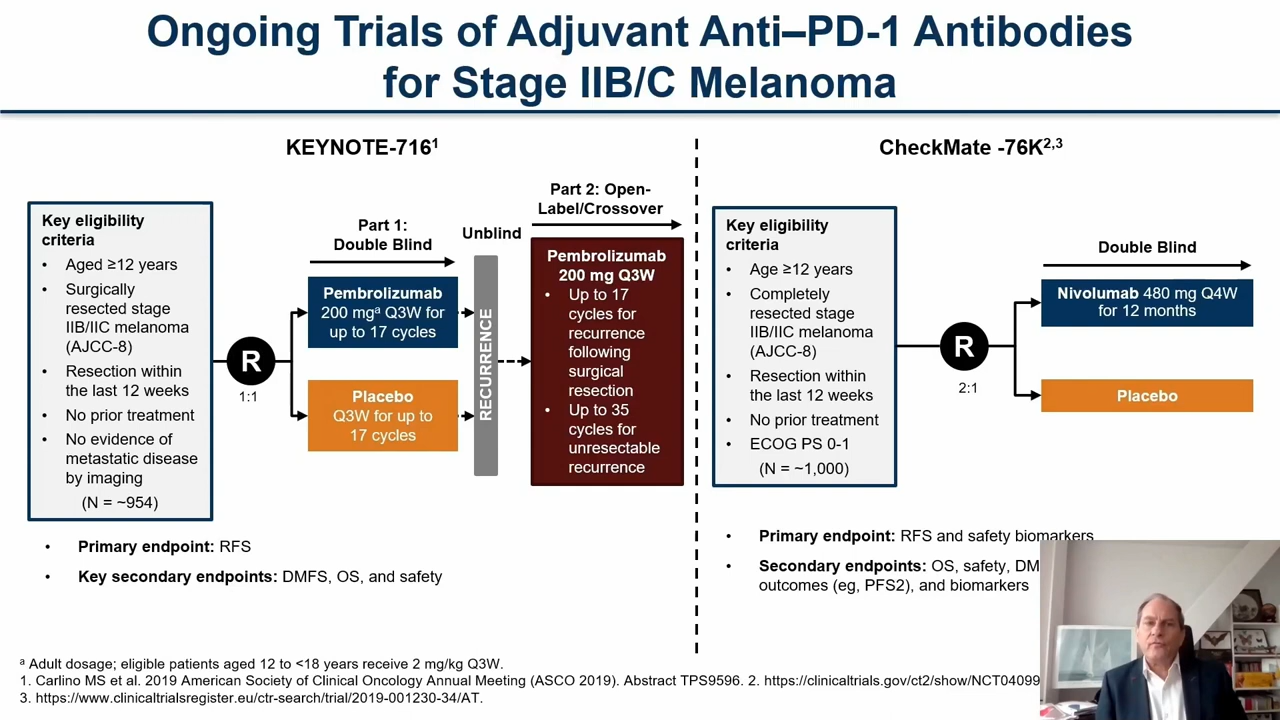 Ongoing Trials of Adjuvant Anti–PD-1 Antibodies
for Stage IIB/C Melanoma
KEYNOTE-716¹
Key eligibility
criteria
• Aged ≥12 years
• Surgically
resected stage
IIB/IIC melanoma
(AJCC-8)
• Resection within
the last 12 weeks
• No prior treatment
• No evidence of
metastatic disease
by imaging
(N = ~954)
R
1:1
Part 1:
Double Blind
Pembrolizumab
200 mgᵃ Q3W for
up to 17 cycles
Placebo
Q3W for up to
17 cycles
Unblind
RECURRENCE
Part 2: Open-
Label/Crossover
Pembrolizumab
200 mg Q3W
• Up to 17
cycles for
recurrence
following
surgical
resection
• Up to 35
cycles for
unresectable
recurrence
• Primary endpoint: RFS
• Key secondary endpoints: DMFS, OS, and safety
CheckMate -76K²,³
Key eligibility
criteria
• Age ≥12 years
• Completely
resected stage
IIB/IIC melanoma
(AJCC-8)
• Resection within
the last 12 weeks
• No prior treatment
• ECOG PS 0-1
(N = ~1,000)
R
2:1
Double Blind
Nivolumab 480 mg Q4W
for 12 months
Placebo
• Primary endpoint: RFS and safety biomarkers
• Secondary endpoints: OS, safety, DM
outcomes (eg, PFS2), and biomarkers
ᵃ Adult dosage; eligible patients aged 12 to <18 years receive 2 mg/kg Q3W.
1. Carlino MS et al. 2019 American Society of Clinical Oncology Annual Meeting (ASCO 2019). Abstract TPS9596. 2. https://clinicaltrials.gov/ct2/show/NCT04099
3. https://www.clinicaltrialsregister.eu/ctr-search/trial/2019-001230-34/AT.